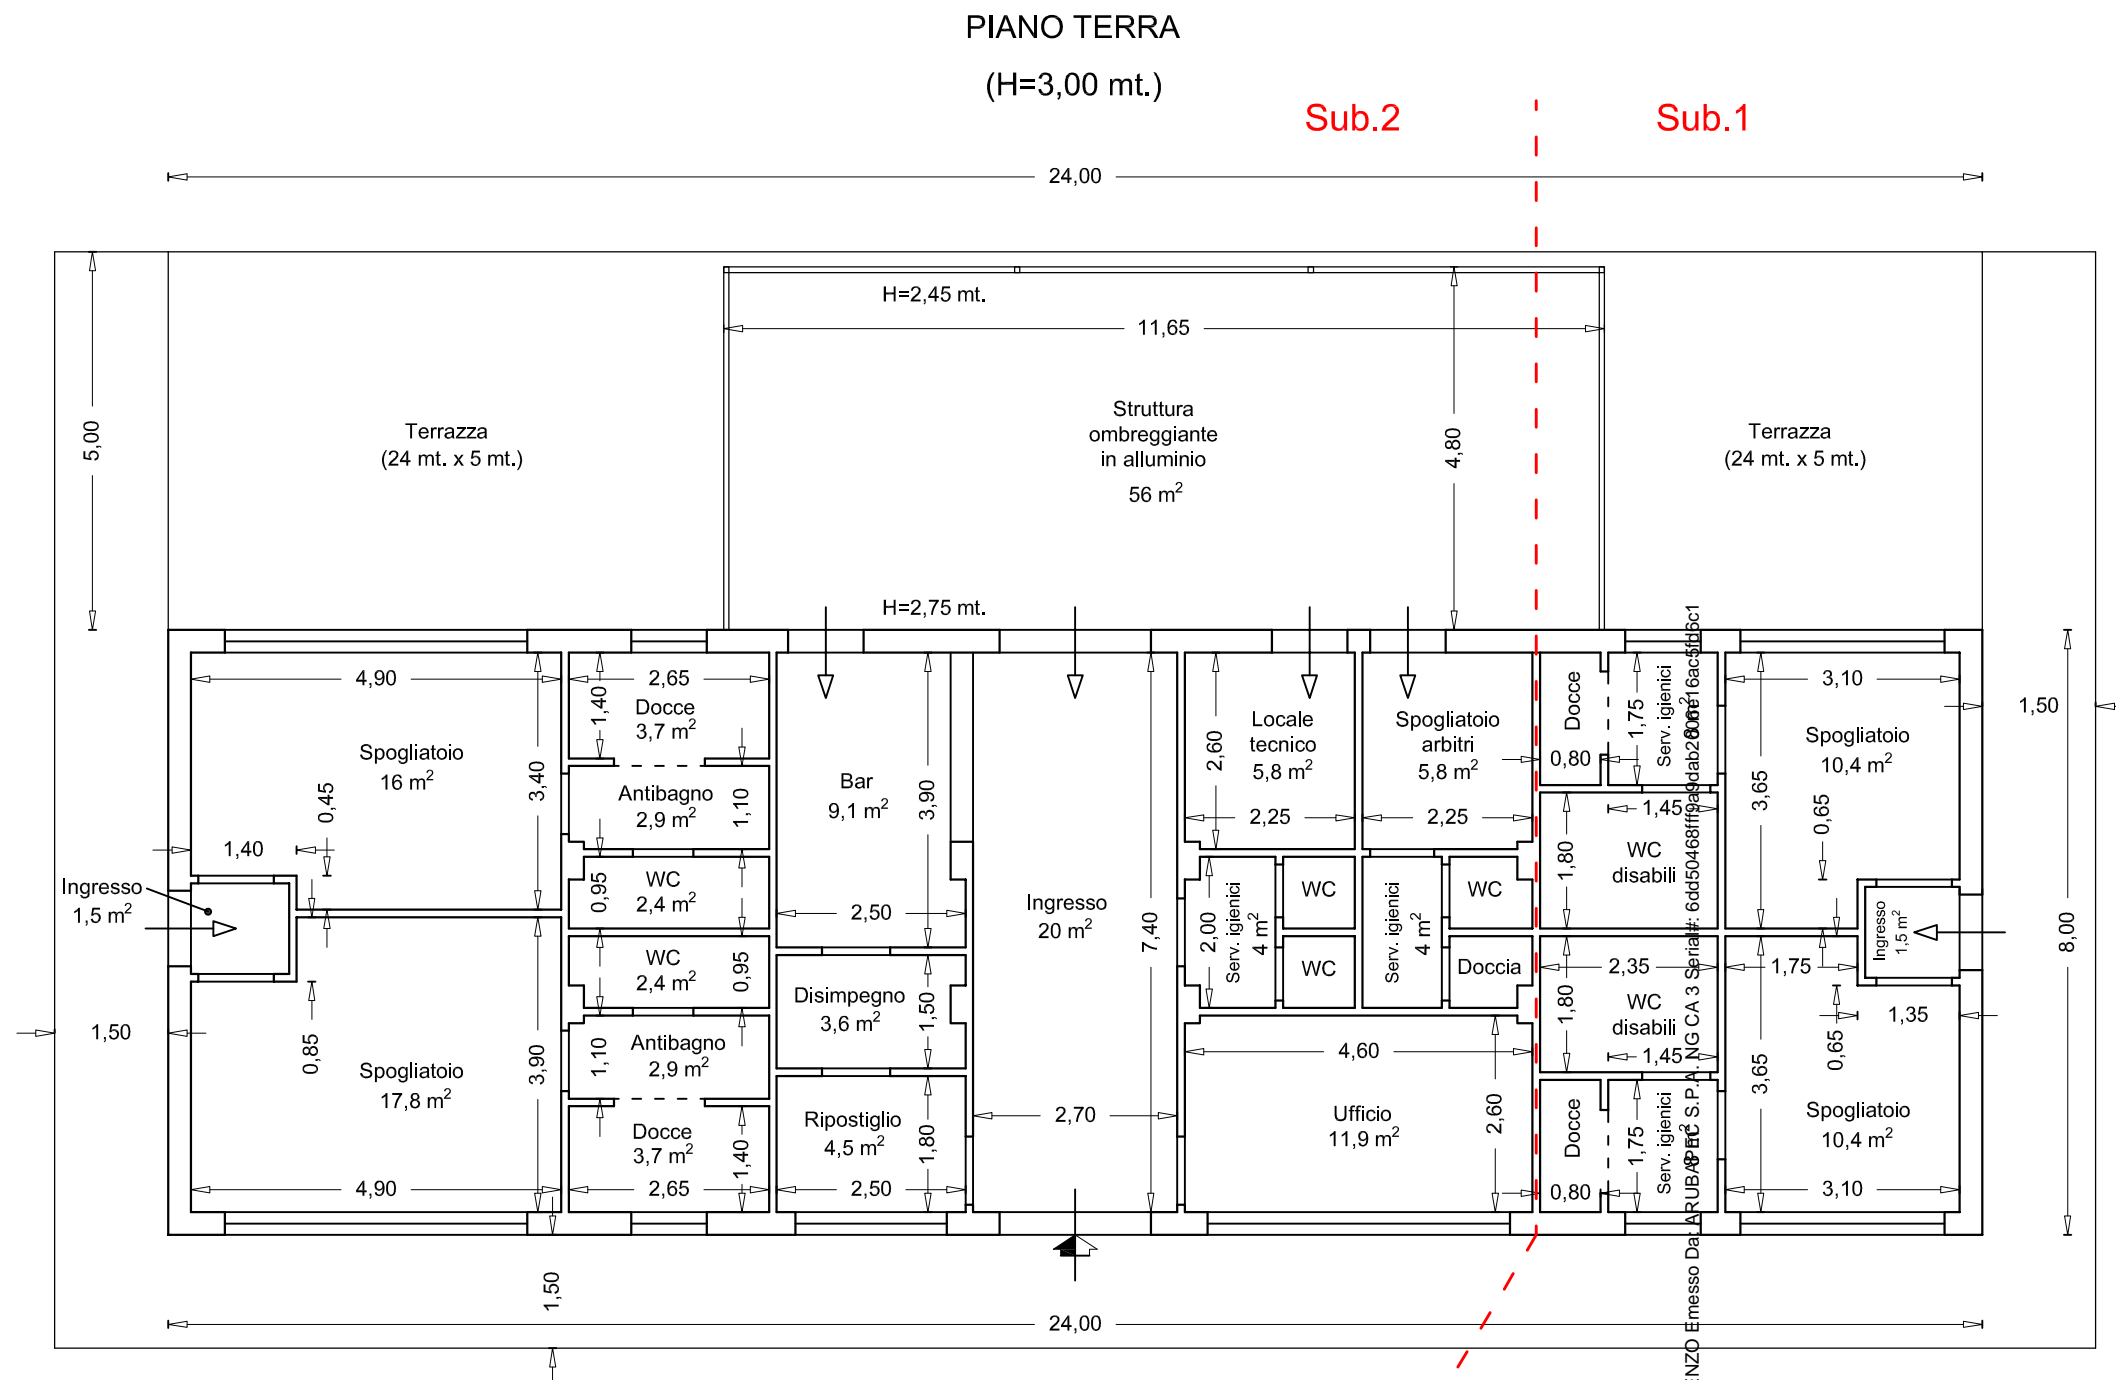 PIANO TERRA
(H=3,00 mt.)
Sub.2
Sub.1
24,00
5,00
H=2,45 mt.
11,65
Struttura
ombreggiante
in alluminio
56 m²
4,80
Terrazza
(24 mt. x 5 mt.)
Terrazza
(24 mt. x 5 mt.)
H=2,75 mt.
4,90
Spogliatoio
16 m²
3,40
0,45
1,40
Ingresso
1,5 m²
1,50
0,85
Spogliatoio
17,8 m²
3,90
4,90
1,50
2,65
1,40
Docce
3,7 m²
Antibagno
2,9 m²
1,10
0,95
WC
2,4 m²
WC
2,4 m²
0,95
Antibagno
2,9 m²
1,10
Docce
3,7 m²
1,40
2,65
Bar
9,1 m²
3,90
2,50
Disimpegno
3,6 m²
1,50
Ripostiglio
4,5 m²
1,80
2,50
Ingresso
20 m²
7,40
2,70
Locale
tecnico
5,8 m²
2,60
2,25
Spogliatoio
arbitri
5,8 m²
2,25
2,00
Serv. igienici
4 m²
WC
WC
Serv. igienici
4 m²
WC
Doccia
4,60
Ufficio
11,9 m²
2,60
Docce
0,80
1,75
Serv. igienici
1,45
1,80
WC
disabili
2,35
1,80
WC
disabili
1,45
Docce
0,80
1,75
Serv. igienici
3,10
Spogliatoio
10,4 m²
3,65
0,65
Ingresso
1,5 m²
1,75
1,35
0,65
3,65
Spogliatoio
10,4 m²
3,10
1,50
8,00
24,00
Emesso Da: ARUBAPEC S.P.A. NG CA 3 Serial#: